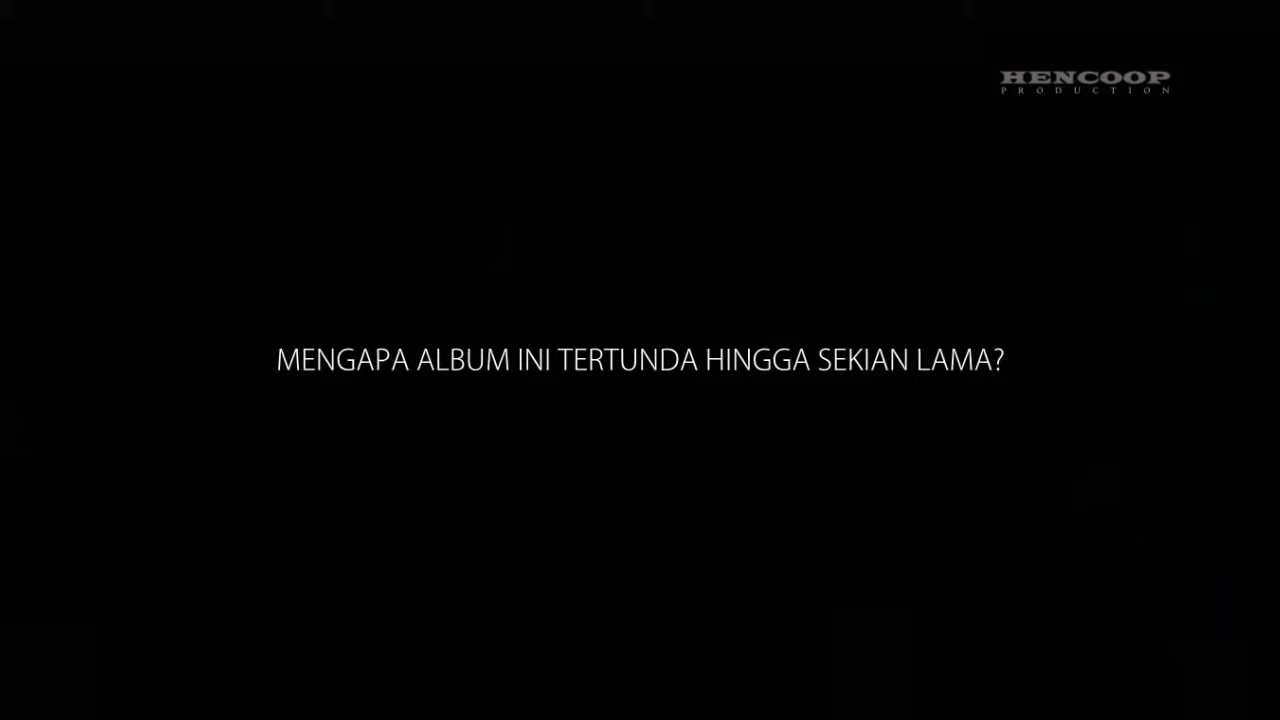 HENCOOP
PRODUCTION
MENGAPA ALBUM INI TERTUNDA HINGGA SEKIAN LAMA?